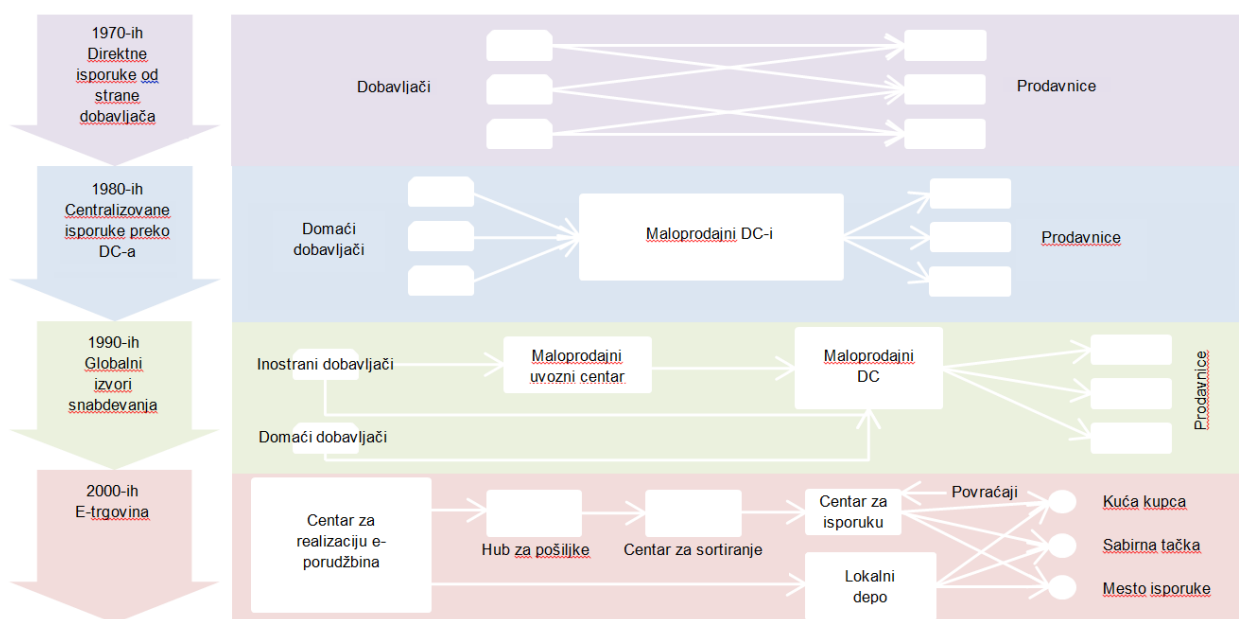 1970-ih
Direktne
isporuke od
strane
dobavljača
Dobavljači
Prodavnice
1980-ih
Centralizovane
isporuke preko
DC-a
Domaći
dobavljači
Maloprodajni DC-i
Prodavnice
1990-ih
Globalni
izvori
snabdevanja
Inostrani dobavljači
Maloprodajni
uvozni centar
Maloprodajni
DC
Domaći dobavljači
Prodavnice
2000-ih
E-trgovina
Centar za
realizaciju e-
porudžbina
Hub za pošiljke
Centar za sortiranje
Centar za
isporuku
Povraćaji
Lokalni
depo
Kuća kupca
Sabirna tačka
Mesto isporuke